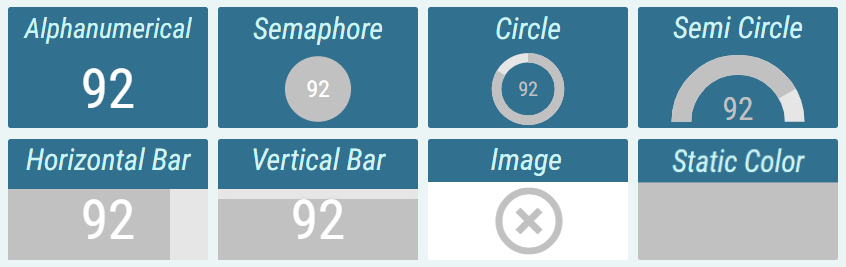 Alphanumerical
92
Semaphore
92
Circle
92
Semi Circle
92
Horizontal Bar
92
Vertical Bar
92
Image
Static Color